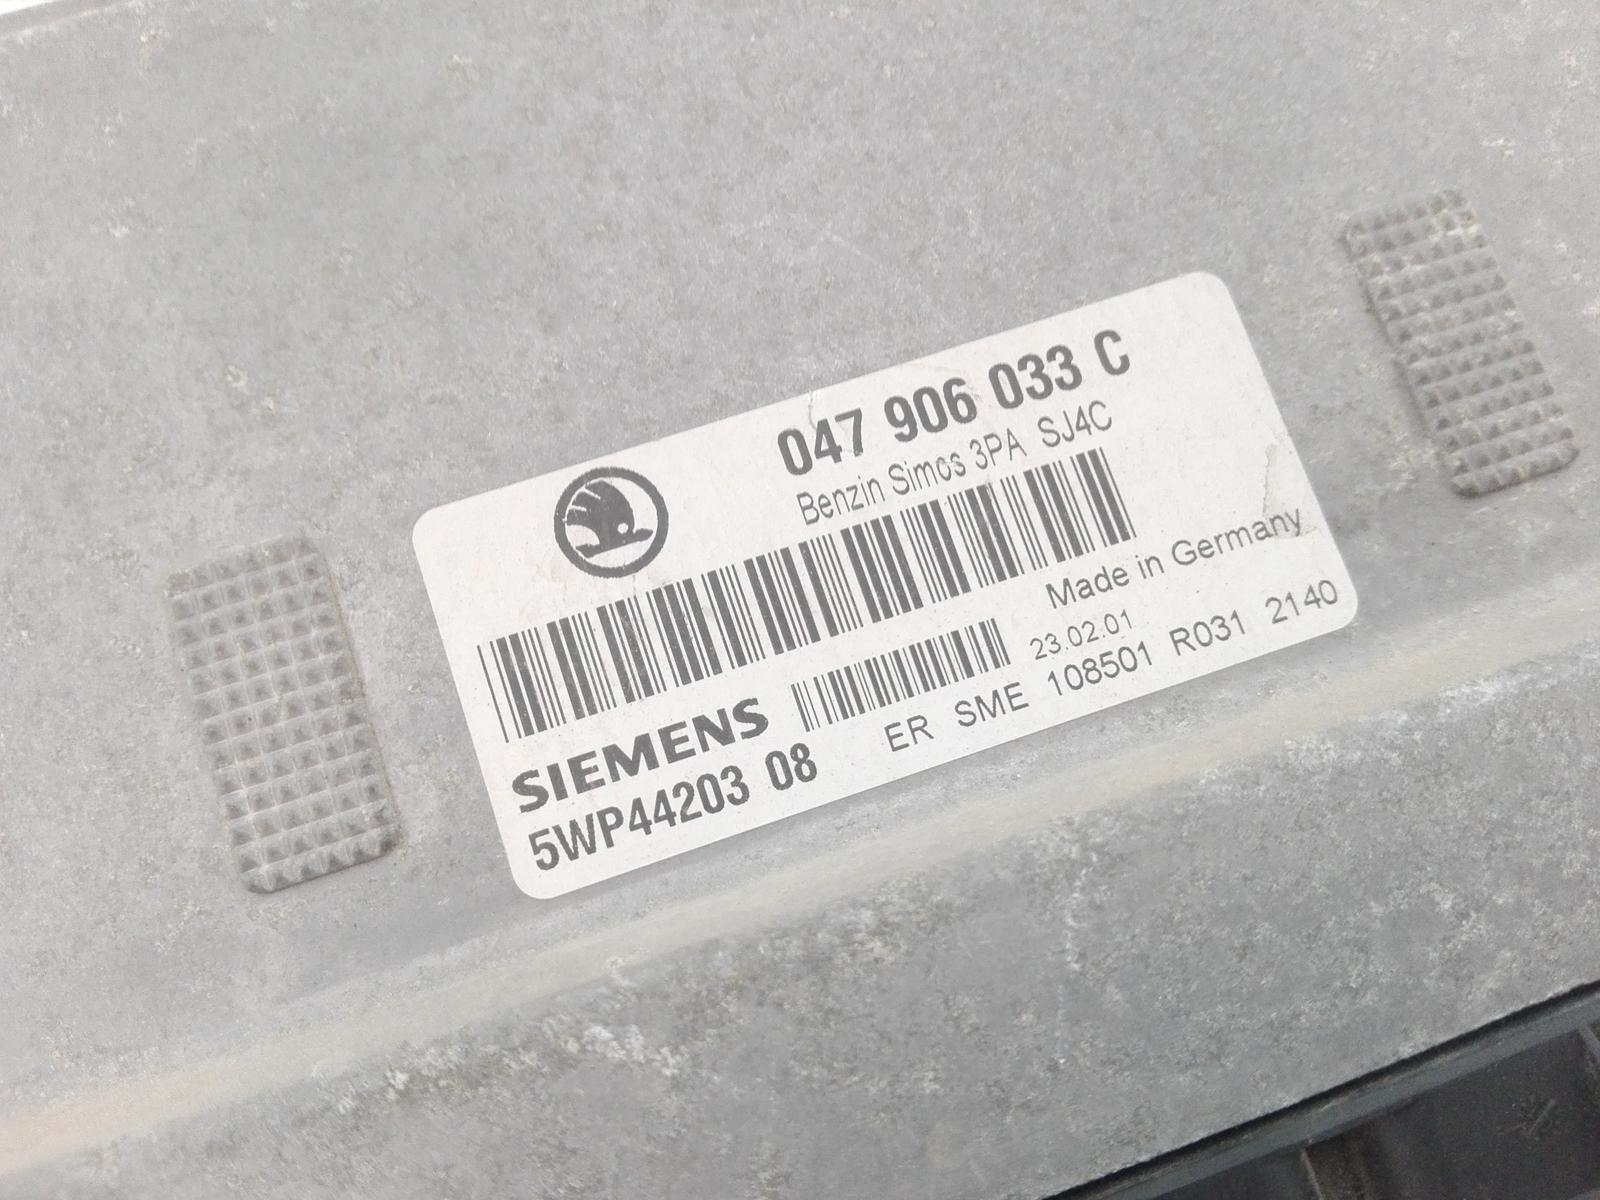 047 906 033 C
Benzin Simos 3PA SJ4C
Made in Germany
23.02.01
SIEMENS
5WP44203 08
ER SME 108501 R031 2140